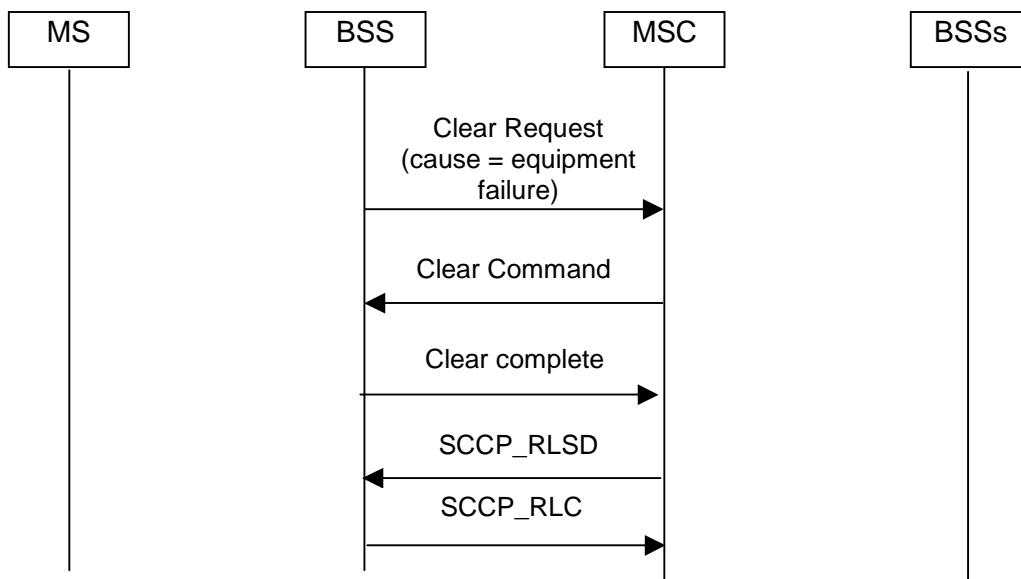 MS
BSS
MSC
BSSs
Clear Request
(cause = equipment
failure)
Clear Command
Clear complete
SCCP_RLSD
SCCP_RLC